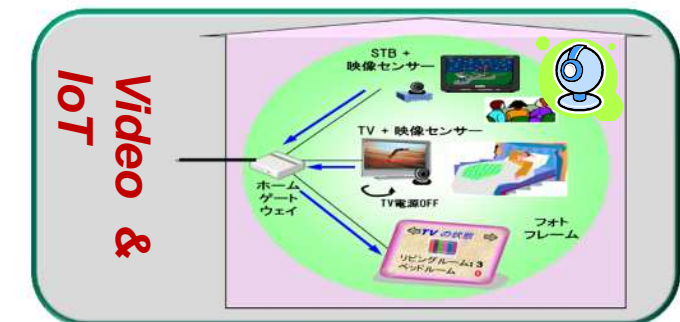 Video &
IoT
STB +
映像センサー
TV + 映像センサー
TV電源OFF
ホーム
ゲート
ウェイ
フォト
フレーム
TV の状態
リビングルーム: 3
ベッドルーム 0